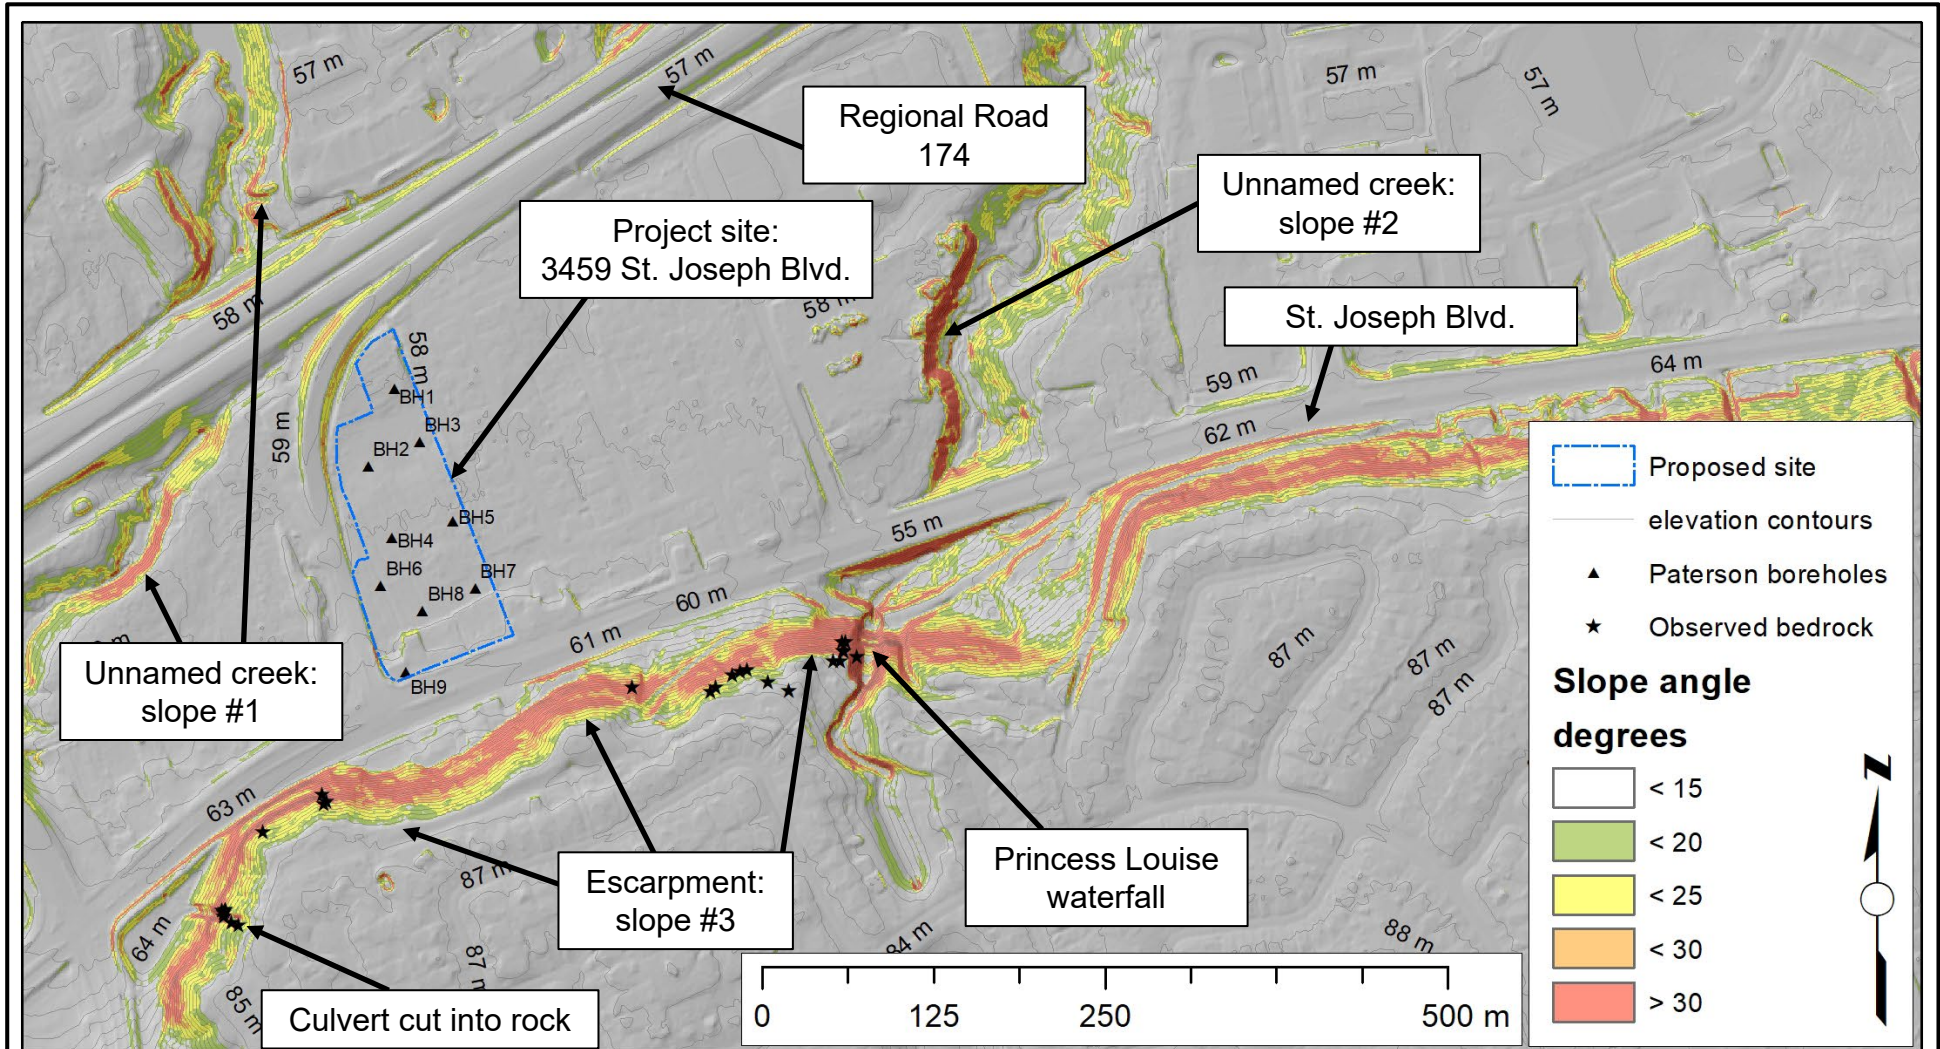 57 m
57 m
57 m
57 m
Regional Road
174
Unnamed creek:
slope #2
Project site:
3459 St. Joseph Blvd.
58 m
58 m
St. Joseph Blvd.
58 m
64 m
59 m
BH1
59 m
BH3
62 m
BH2
BH5
55 m
BH4
BH6
BH7
BH8
60 m
61 m
Unnamed creek:
slope #1
BH9
87 m
87 m
87 m
63 m
87 m
Escarpment:
slope #3
Princess Louise
waterfall
64 m
87 m
84 m
88 m
85 m
Culvert cut into rock
0
125
250
500 m
Proposed site
elevation contours
Paterson boreholes
Observed bedrock
Slope angle
degrees
< 15
< 20
< 25
< 30
> 30
N